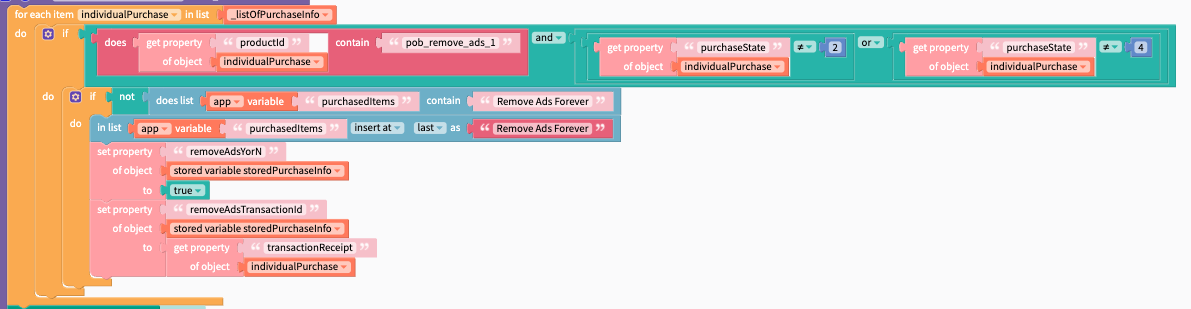 for each item individualPurchase in list _listOfPurchaseInfo
do if does get property “ productId ” contain “ pob_remove_ads_1 ” and get property “ purchaseState ” ≠ 2 or get property “ purchaseState ” ≠ 4
of object individualPurchase of object individualPurchase of object individualPurchase
do if not does list app variable “ purchasedItems ” contain “ Remove Ads Forever ”
do in list app variable “ purchasedItems ” insert at last as “ Remove Ads Forever ”
set property “ removeAdsYorN ”
of object stored variable storedPurchaseInfo
to true
set property “ removeAdsTransactionId ”
of object stored variable storedPurchaseInfo
to get property “ transactionReceipt ”
of object individualPurchase